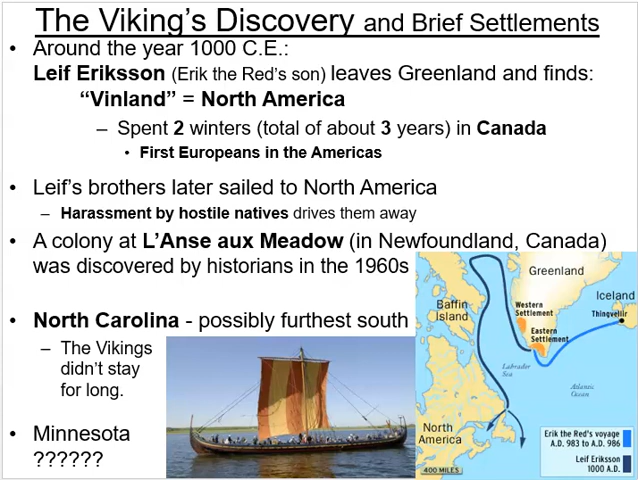 The Viking's Discovery and Brief Settlements
• Around the year 1000 C.E.:
Leif Eriksson (Erik the Red's son) leaves Greenland and finds:
"Vinland" = North America
– Spent 2 winters (total of about 3 years) in Canada
• First Europeans in the Americas
• Leif's brothers later sailed to North America
– Harassment by hostile natives drives them away
• A colony at L'Anse aux Meadow (in Newfoundland, Canada)
was discovered by historians in the 1960s
• North Carolina - possibly furthest south
– The Vikings
didn't stay
for long.
• Minnesota
??????
Greenland
Baffin
Island
Western
Settlement
Eastern
Settlement
Iceland
Thingvellir
Labrador
Sea
Atlantic
Ocean
North
America
400 MILES
Erik the Red's voyage
A.D. 983 to A.D. 986
Leif Eriksson
1000 A.D.